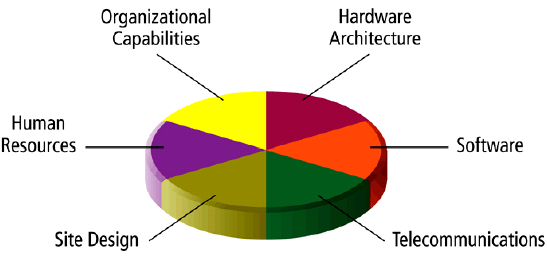 Organizational
Capabilities
Hardware
Architecture
Human
Resources
Software
Site Design
Telecommunications